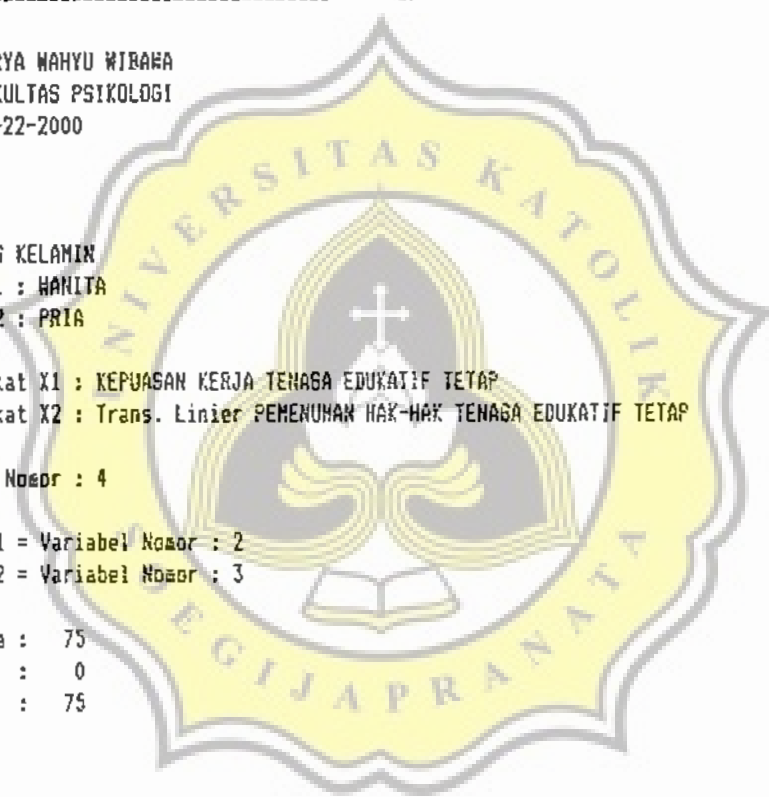 RYA WAHYU WIBAWA
KULTAS PSIKOLOGI
-22-2000
G KELAMIN
1 : WANITA
2 : PRIA
kat X1 : KEPUASAN KERJA TENAGA EDUKATIF TETAP
kat X2 : Trans. Linier PEMENUHAN HAK-HAK TENAGA EDUKATIF TETAP
Nomor : 4
1 = Variabel Nomor : 2
2 = Variabel Nomor : 3
a : 75
: 0
: 75
UNIVERSITAS KATOLIK
SOEGIJAPRANATA